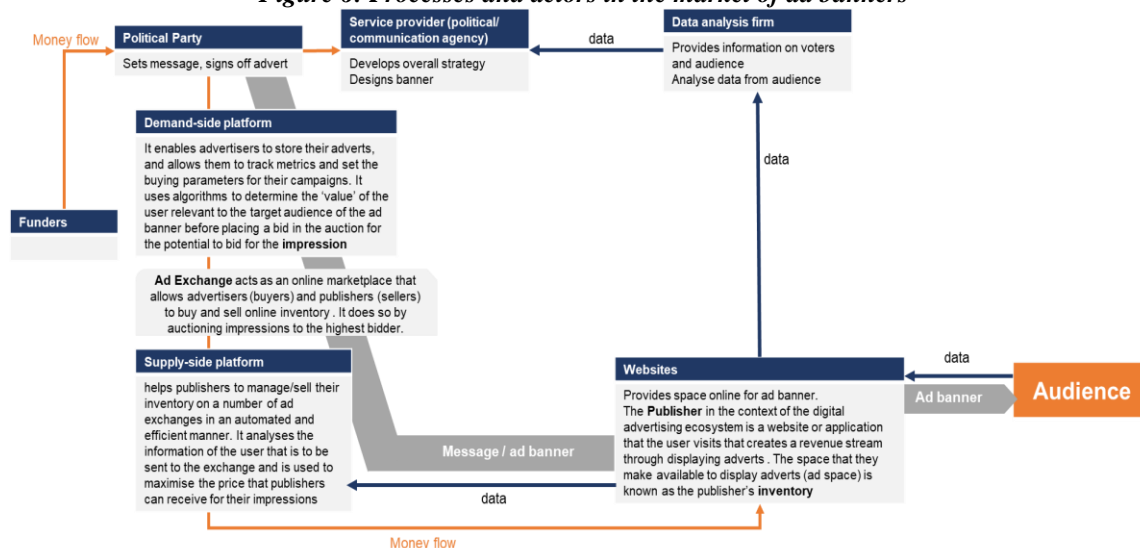 Figure 6: Processes and actors in the market of ad banners
Money flow
Political Party
Sets message, signs off advert
Service provider (political/
communication agency)
Develops overall strategy
Designs banner
data
Data analysis firm
Provides information on voters
and audience
Analyse data from audience
Demand-side platform
It enables advertisers to store their adverts,
and allows them to track metrics and set the
buying parameters for their campaigns. It
uses algorithms to determine the ‘value’ of the
user relevant to the target audience of the ad
banner before placing a bid in the auction for
the potential to bid for the impression
data
Funders
Ad Exchange acts as an online marketplace that
allows advertisers (buyers) and publishers (sellers)
to buy and sell online inventory . It does so by
auctioning impressions to the highest bidder.
Supply-side platform
helps publishers to manage/sell their
inventory on a number of ad
exchanges in an automated and
efficient manner. It analyses the
information of the user that is to be
sent to the exchange and is used to
maximise the price that publishers
can receive for their impressions
Message / ad banner
data
Websites
Provides space online for ad banner.
The Publisher in the context of the digital
advertising ecosystem is a website or application
that the user visits that creates a revenue stream
through displaying adverts . The space that they
make available to display adverts (ad space) is
known as the publisher’s inventory
data
Ad banner
Audience
Money flow